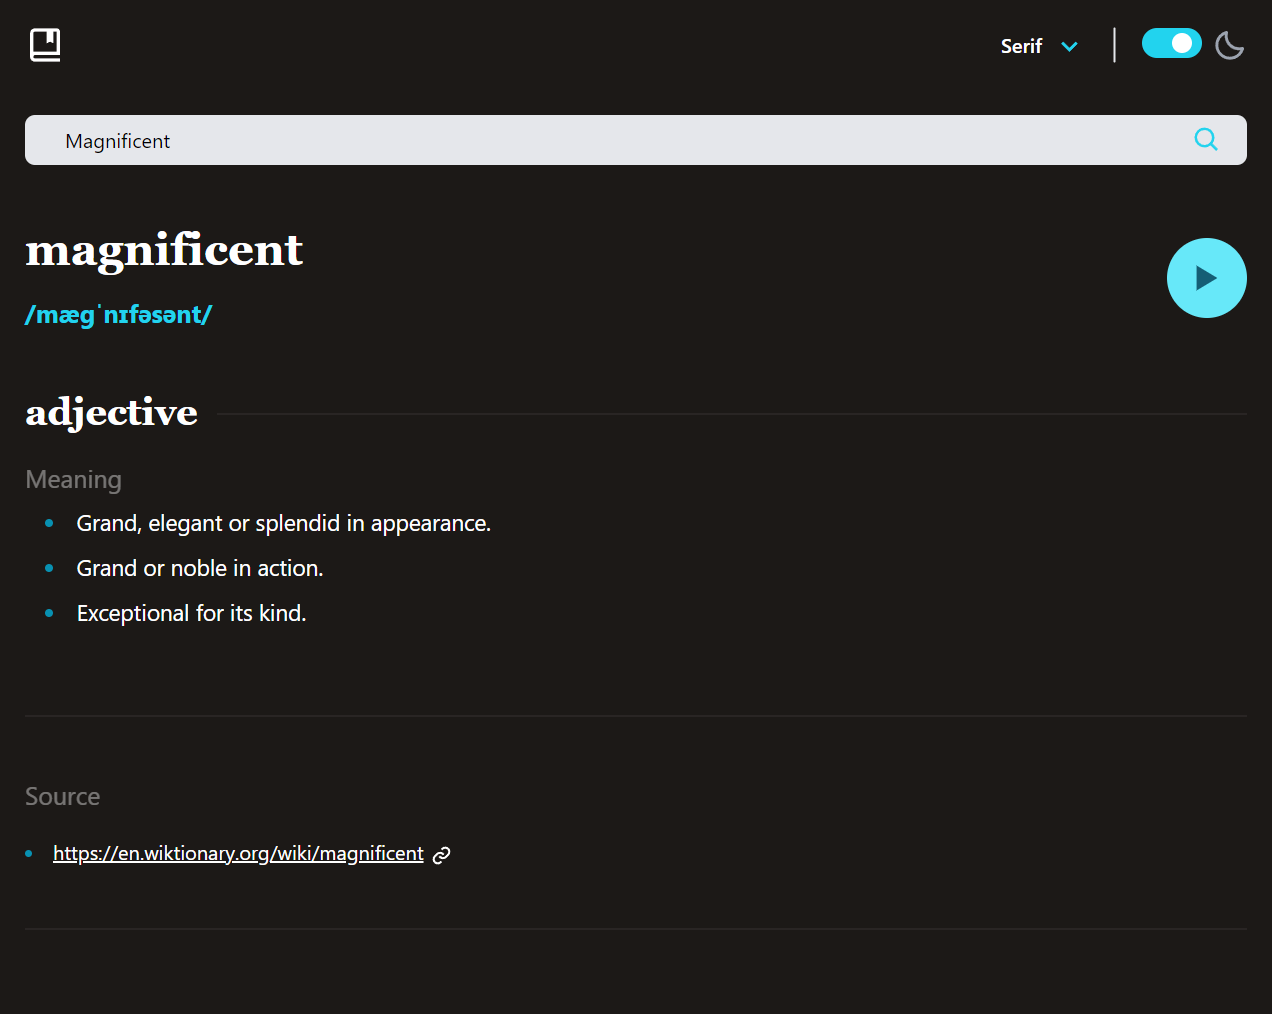 Serif
Magnificent
magnificent
/mæɡˈnɪfəsənt/
adjective
Meaning
Grand, elegant or splendid in appearance.
Grand or noble in action.
Exceptional for its kind.
Source
https://en.wiktionary.org/wiki/magnificent